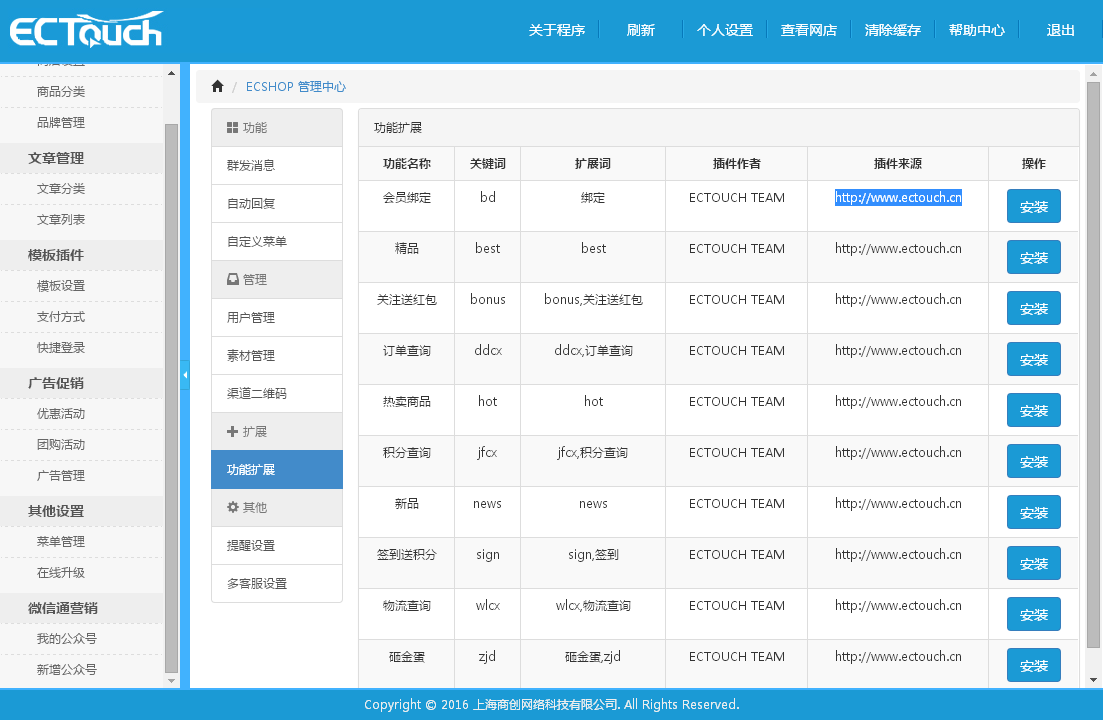 ECTouch
关于程序 刷新 个人设置 查看网店 清除缓存 帮助中心 退出
商品分类
品牌管理
文章管理
文章分类
文章列表
模板插件
模板设置
支付方式
快捷登录
广告促销
优惠活动
团购活动
广告管理
其他设置
菜单管理
在线升级
微信通营销
我的公众号
新增公众号
/ ECSHOP 管理中心
功能
群发消息
自动回复
自定义菜单
管理
用户管理
素材管理
渠道二维码
扩展
功能扩展
其他
提醒设置
多客服设置
功能扩展
功能名称 关键词 扩展词 插件作者 插件来源 操作
会员绑定 bd 绑定 ECTOUCH TEAM http://www.ectouch.cn 安装
精品 best best ECTOUCH TEAM http://www.ectouch.cn 安装
关注送红包 bonus bonus,关注送红包 ECTOUCH TEAM http://www.ectouch.cn 安装
订单查询 ddcx ddcx,订单查询 ECTOUCH TEAM http://www.ectouch.cn 安装
热卖商品 hot hot ECTOUCH TEAM http://www.ectouch.cn 安装
积分查询 jfcx jfcx,积分查询 ECTOUCH TEAM http://www.ectouch.cn 安装
新品 news news ECTOUCH TEAM http://www.ectouch.cn 安装
签到送积分 sign sign,签到 ECTOUCH TEAM http://www.ectouch.cn 安装
物流查询 wlcx wlcx,物流查询 ECTOUCH TEAM http://www.ectouch.cn 安装
砸金蛋 zjd 砸金蛋,zjd ECTOUCH TEAM http://www.ectouch.cn 安装
Copyright © 2016 上海商创网络科技有限公司. All Rights Reserved.